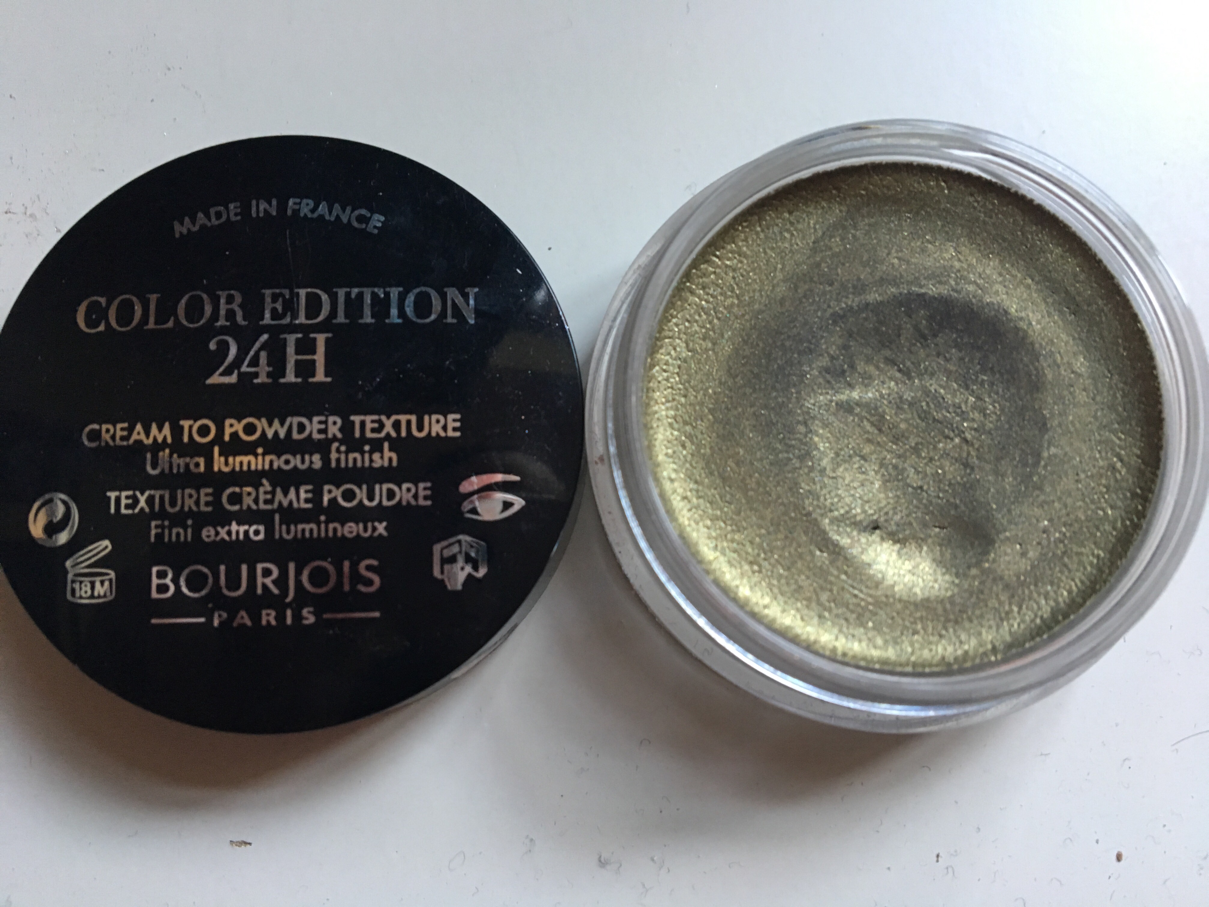 MADE IN FRANCE
COLOR EDITION
24H
CREAM TO POWDER TEXTURE
Ultra luminous finish
TEXTURE CRÈME POUDRE
Fini extra lumineux
18M
BOURJOIS
PARIS